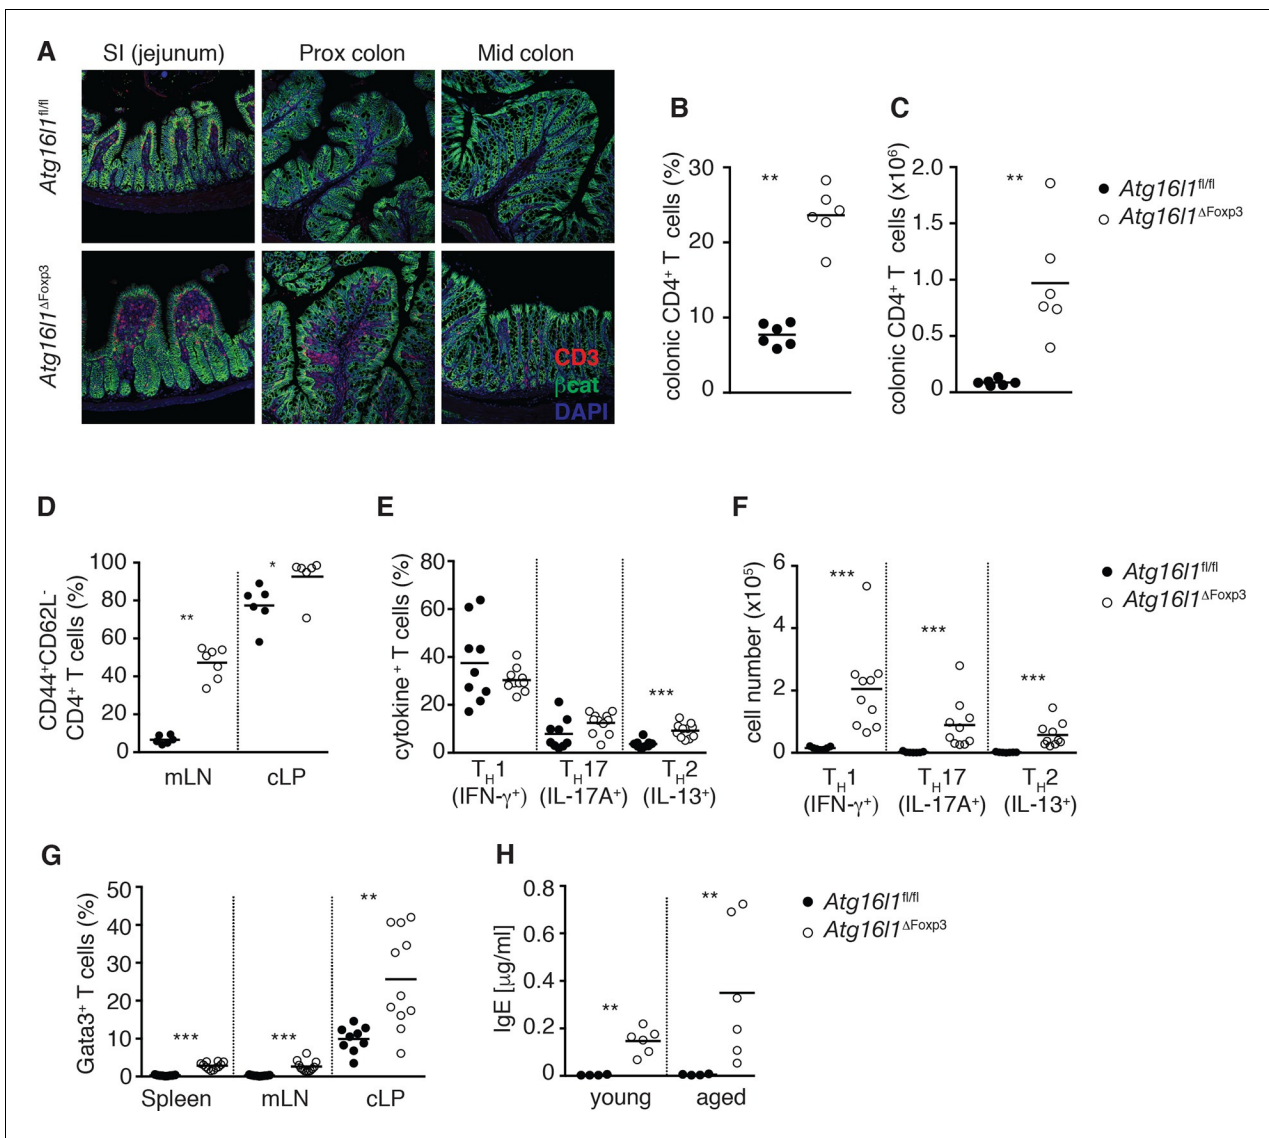 A
SI (jejunum)
Prox colon
Mid colon
Atg16l1fl/fl
Atg16l1ΔFoxp3
CD3
βcat
DAPI
B
colonic CD4+ T cells (%)
30
20
10
0
**
C
colonic CD4+ T cells (x10⁶)
2.0
1.5
1.0
0.5
0
**
Atg16l1fl/fl
Atg16l1ΔFoxp3
D
CD44+CD62L-
CD4+ T cells (%)
100
80
60
40
20
0
**
*
mLN cLP
E
cytokine+ T cells (%)
80
60
40
20
0
***
TH1 TH17 TH2
(IFN-γ+) (IL-17A+) (IL-13+)
F
cell number (x10⁵)
6
4
2
0
***
***
***
TH1 TH17 TH2
(IFN-γ+) (IL-17A+) (IL-13+)
Atg16l1fl/fl
Atg16l1ΔFoxp3
G
Gata3+ T cells (%)
50
40
30
20
10
0
***
***
**
Spleen mLN cLP
H
IgE [µg/ml]
0.8
0.6
0.4
0.2
0
**
**
young aged
Atg16l1fl/fl
Atg16l1ΔFoxp3